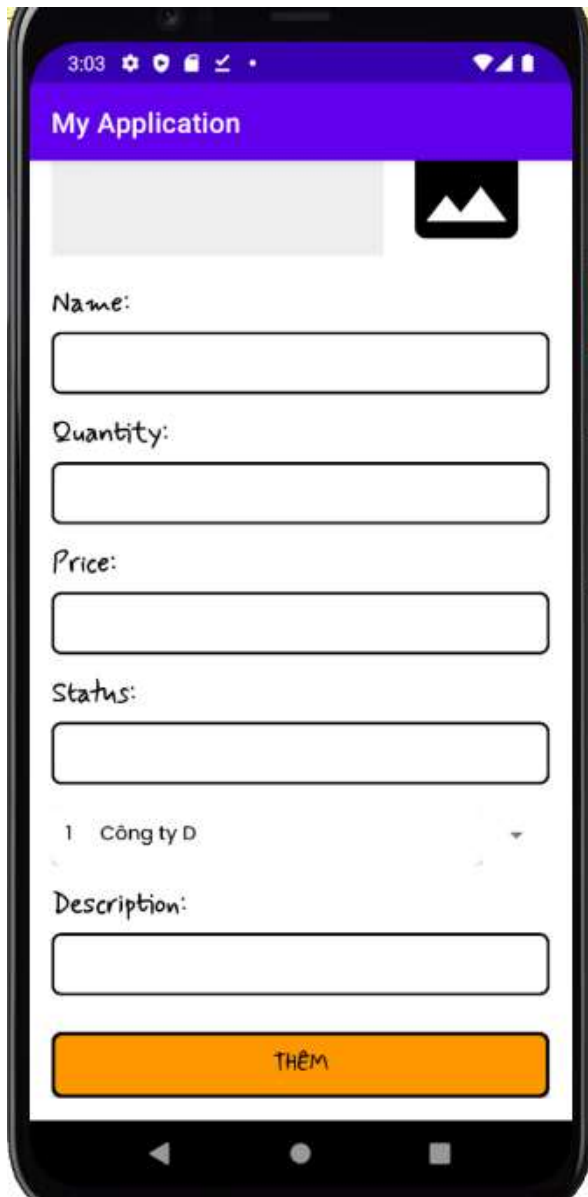 3:03
My Application
Name:
Quantity:
Price:
Status:
1 Công ty D
Description:
THÊM